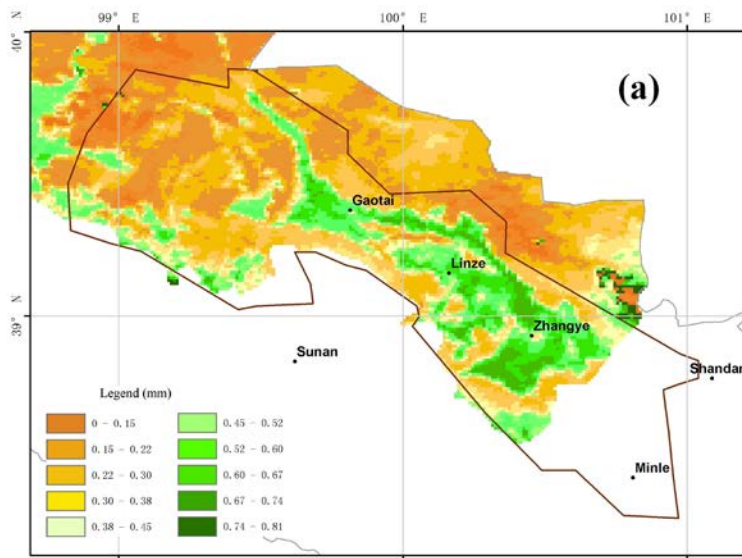 99° E
100° E
101° E
40° N
(a)
Gaotai
Linze
39° N
Zhangye
Sunan
Shandan
Legend (mm)
0 - 0.15
0.45 - 0.52
0.15 - 0.22
0.52 - 0.60
0.22 - 0.30
0.60 - 0.67
0.30 - 0.38
0.67 - 0.74
0.38 - 0.45
0.74 - 0.81
Minle